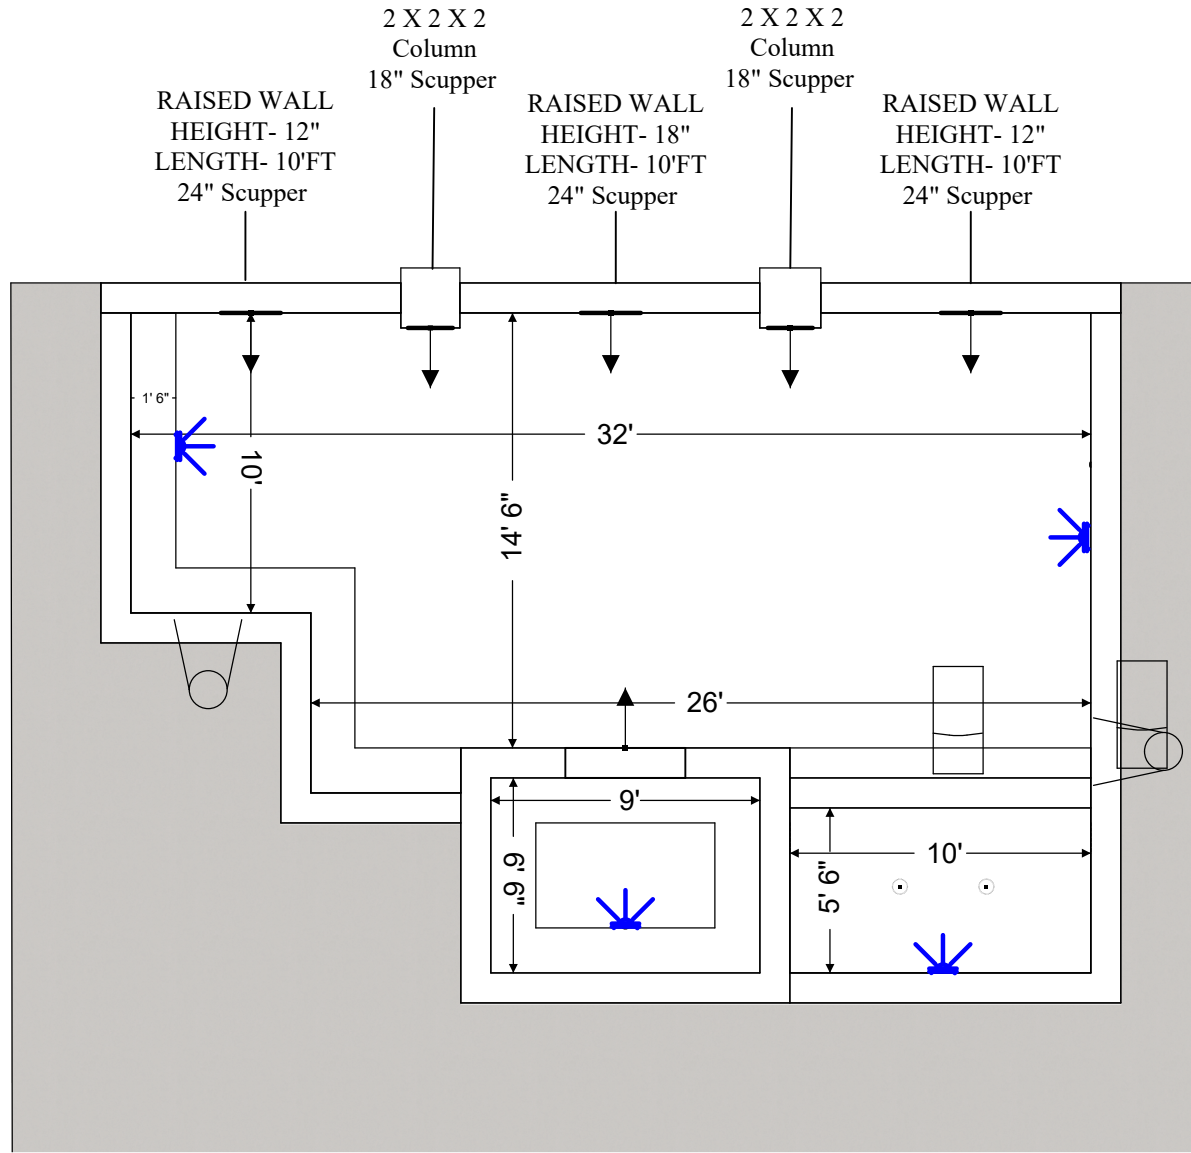 2 X 2 X 2
Column
18" Scupper
2 X 2 X 2
Column
18" Scupper
RAISED WALL
HEIGHT- 12"
LENGTH- 10'FT
24" Scupper
RAISED WALL
HEIGHT- 18"
LENGTH- 10'FT
24" Scupper
RAISED WALL
HEIGHT- 12"
LENGTH- 10'FT
24" Scupper
1' 6"
32'
10'
14' 6"
26'
9'
6' 6"
10'
5' 6"